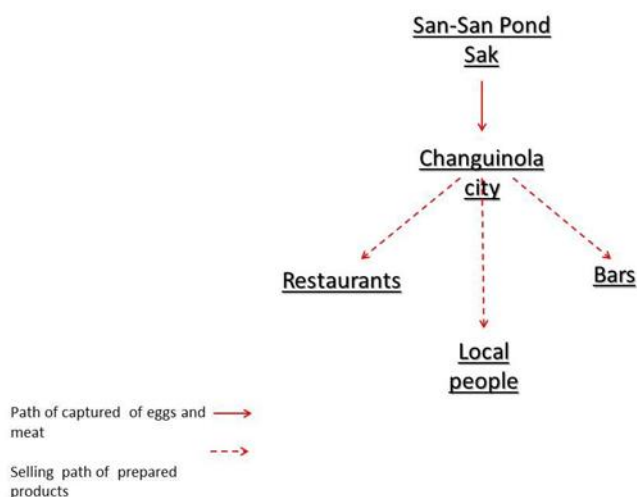 San-San Pond
Sak
Changuinola
city
Restaurants
Bars
Local
people
Path of captured of eggs and
meat
Selling path of prepared
products